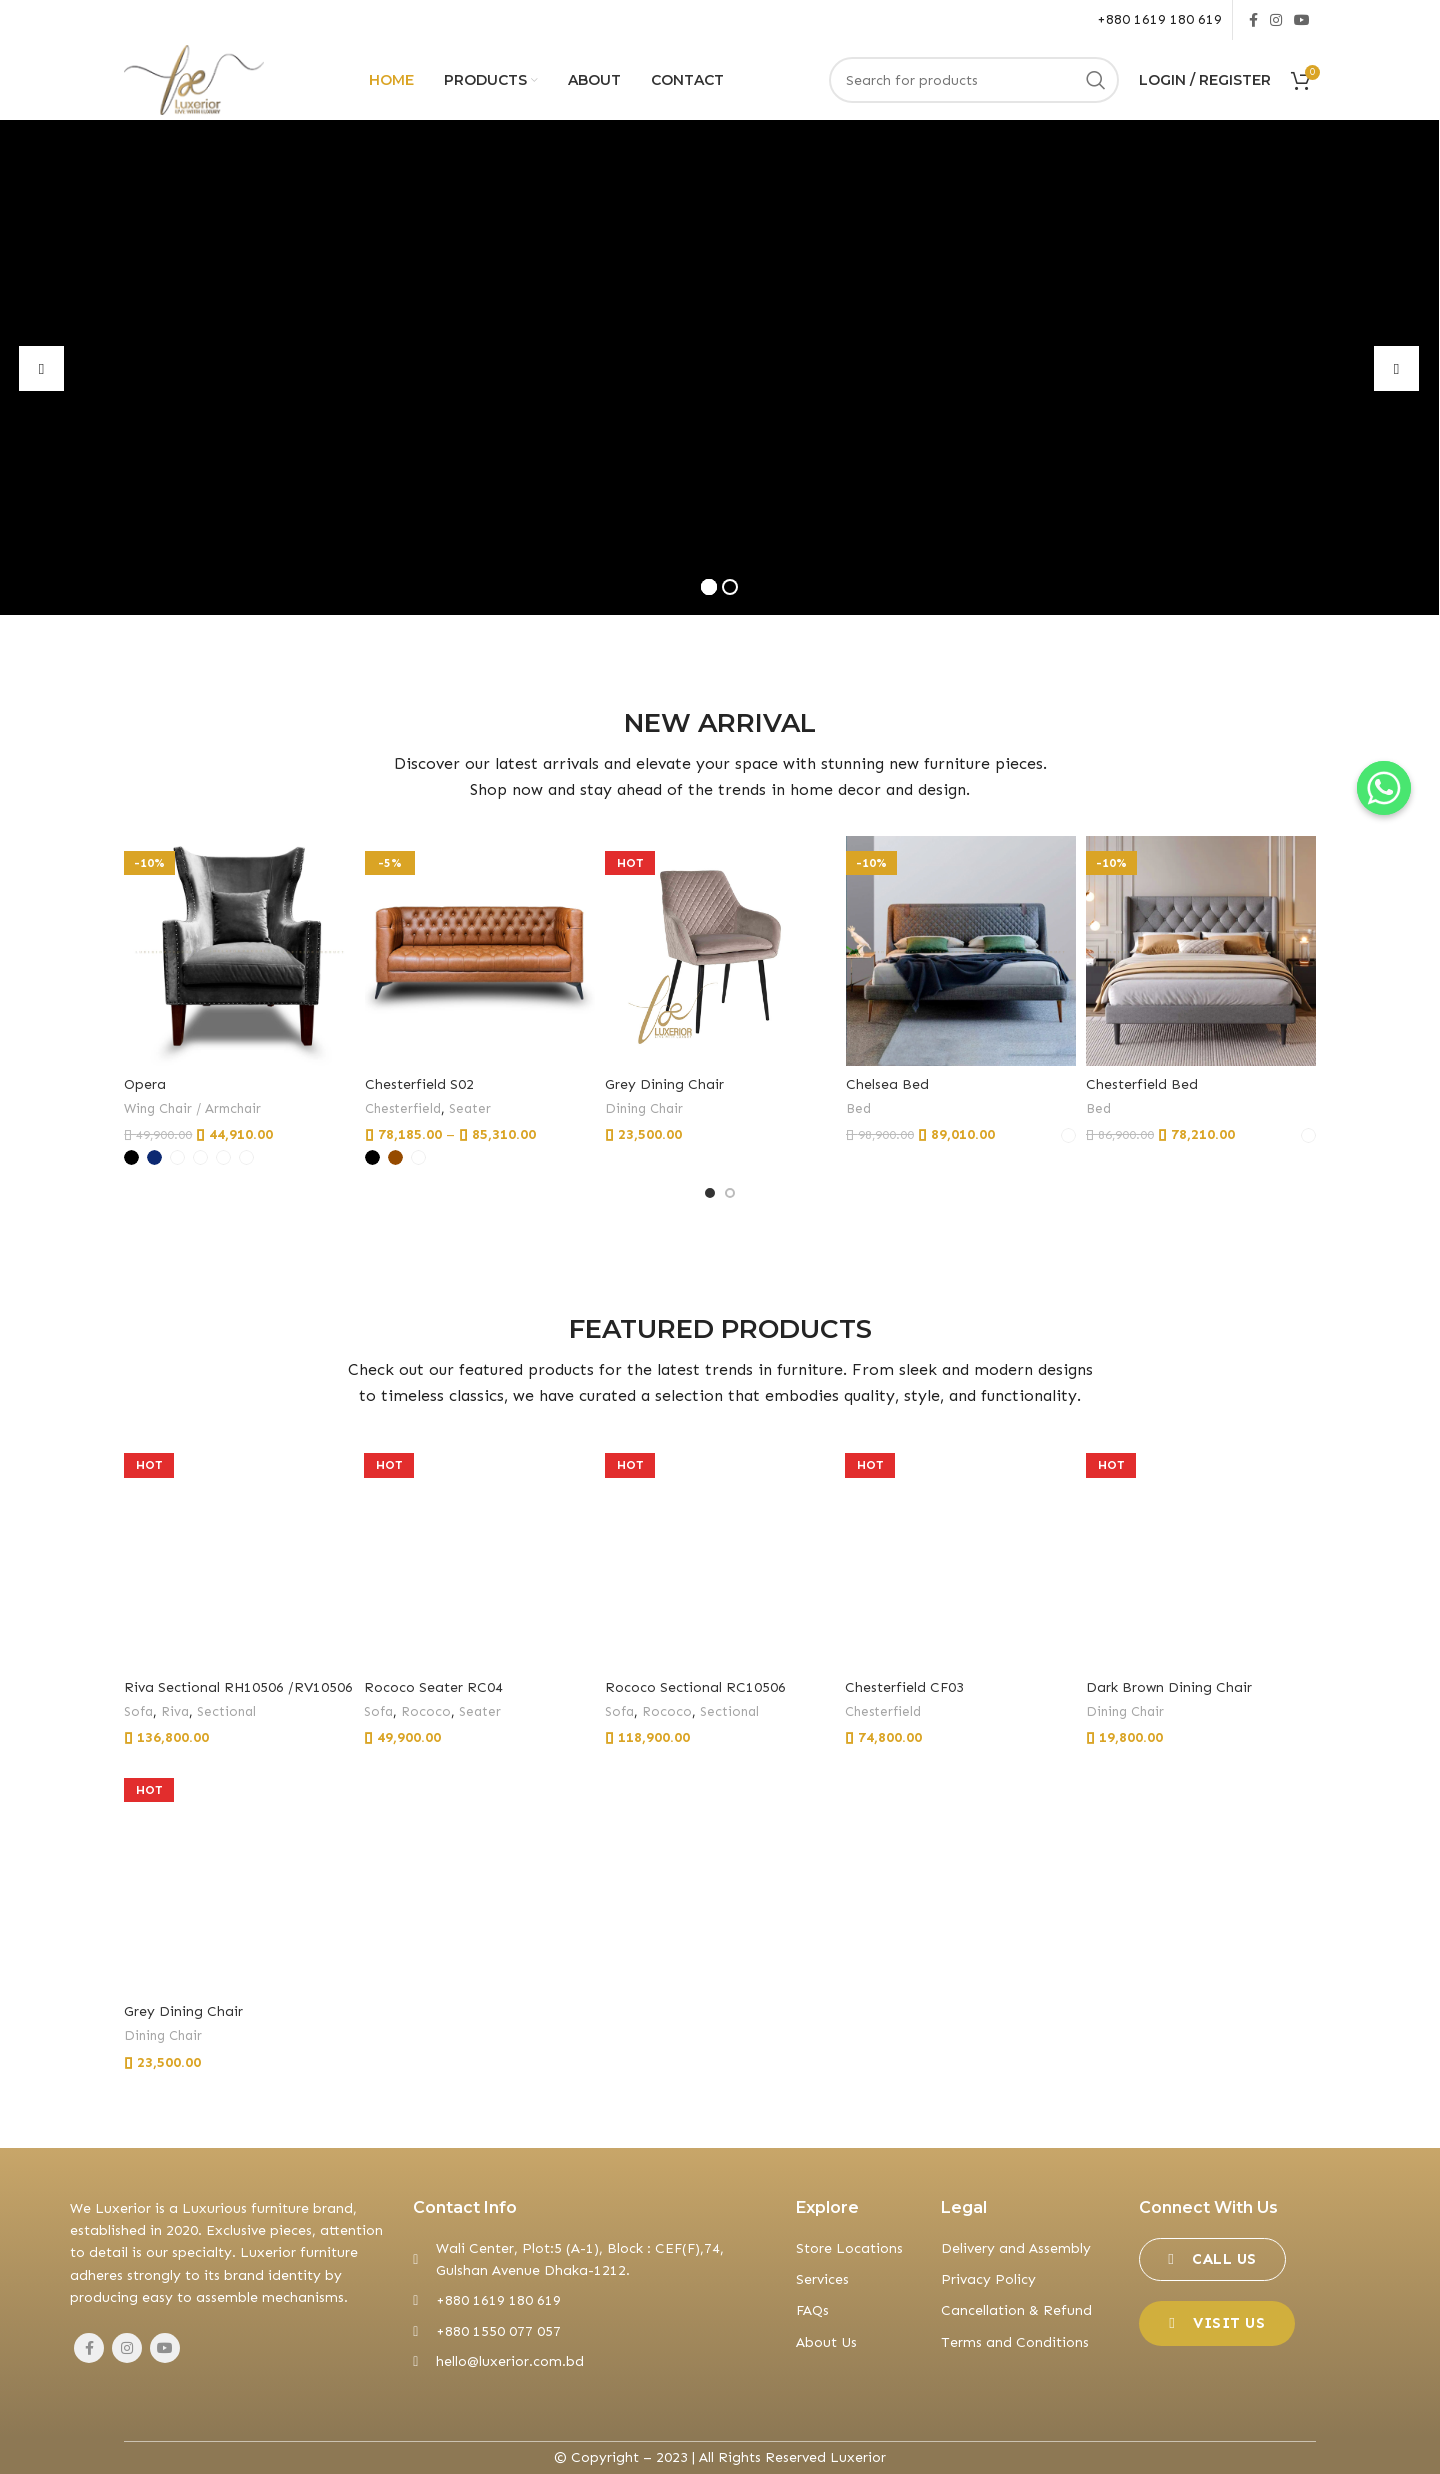 +880 1619 180 619
Luxerior
LIVE WITH LUXURY
HOME PRODUCTS ABOUT CONTACT
Search for products
LOGIN / REGISTER
0
NEW ARRIVAL
Discover our latest arrivals and elevate your space with stunning new furniture pieces.
Shop now and stay ahead of the trends in home decor and design.
-10% -5% HOT -10% -10%
LUXERIOR
Opera Chesterfield S02 Grey Dining Chair Chelsea Bed Chesterfield Bed
Wing Chair / Armchair Chesterfield, Seater Dining Chair Bed Bed
49,900.00 44,910.00 78,185.00 – 85,310.00 23,500.00 98,900.00 89,010.00 86,900.00 78,210.00
FEATURED PRODUCTS
Check out our featured products for the latest trends in furniture. From sleek and modern designs
to timeless classics, we have curated a selection that embodies quality, style, and functionality.
HOT HOT HOT HOT HOT
Riva Sectional RH10506 /RV10506 Rococo Seater RC04 Rococo Sectional RC10506 Chesterfield CF03 Dark Brown Dining Chair
Sofa, Riva, Sectional Sofa, Rococo, Seater Sofa, Rococo, Sectional Chesterfield Dining Chair
136,800.00 49,900.00 118,900.00 74,800.00 19,800.00
HOT
Grey Dining Chair
Dining Chair
23,500.00
We Luxerior is a Luxurious furniture brand,
established in 2020. Exclusive pieces, attention
to detail is our specialty. Luxerior furniture
adheres strongly to its brand identity by
producing easy to assemble mechanisms.
Contact Info
Wali Center, Plot:5 (A-1), Block : CEF(F),74,
Gulshan Avenue Dhaka-1212.
+880 1619 180 619
+880 1550 077 057
hello@luxerior.com.bd
Explore
Store Locations
Services
FAQs
About Us
Legal
Delivery and Assembly
Privacy Policy
Cancellation & Refund
Terms and Conditions
Connect With Us
CALL US
VISIT US
© Copyright – 2023 | All Rights Reserved Luxerior